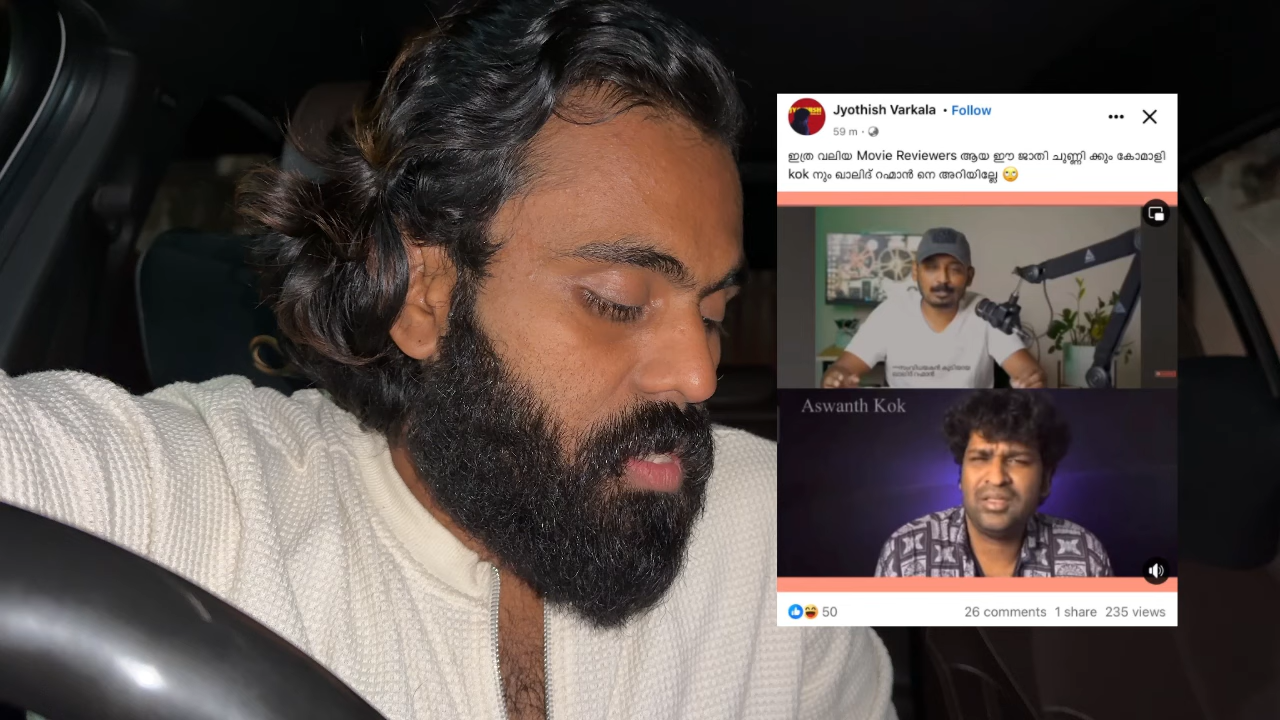 Jyothish Varkala • Follow
59 m ·
ഇത്ര വലിയ Movie Reviewers ആയ ഈ ജാതി ചുണ്ണി ക്കും കോമാളി
kok നും ഖാലിദ് റഹ്മാൻ നെ അറിയില്ലേ 🙄
ഖാലിദ് റഹ്മാൻ
Aswanth Kok
50
26 comments 1 share 235 views